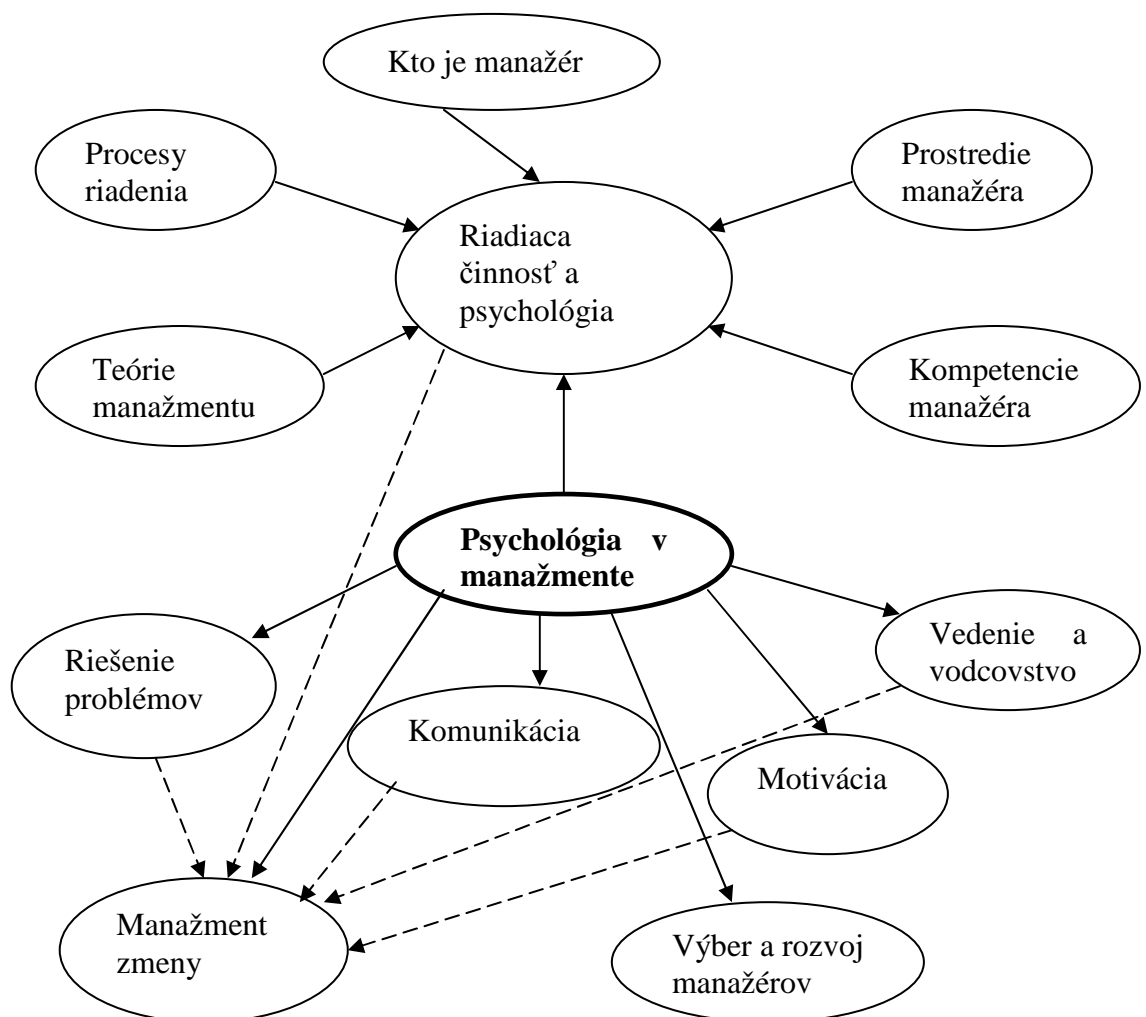 Kto je manažér
Procesy
riadenia
Prostredie
manažéra
Riadiaca
činnosť a
psychológia
Teórie
manažmentu
Kompetencie
manažéra
Psychológia v
manažmente
Riešenie
problémov
Komunikácia
Vedenie a
vodcovstvo
Motivácia
Manažment
zmeny
Výber a rozvoj
manažérov